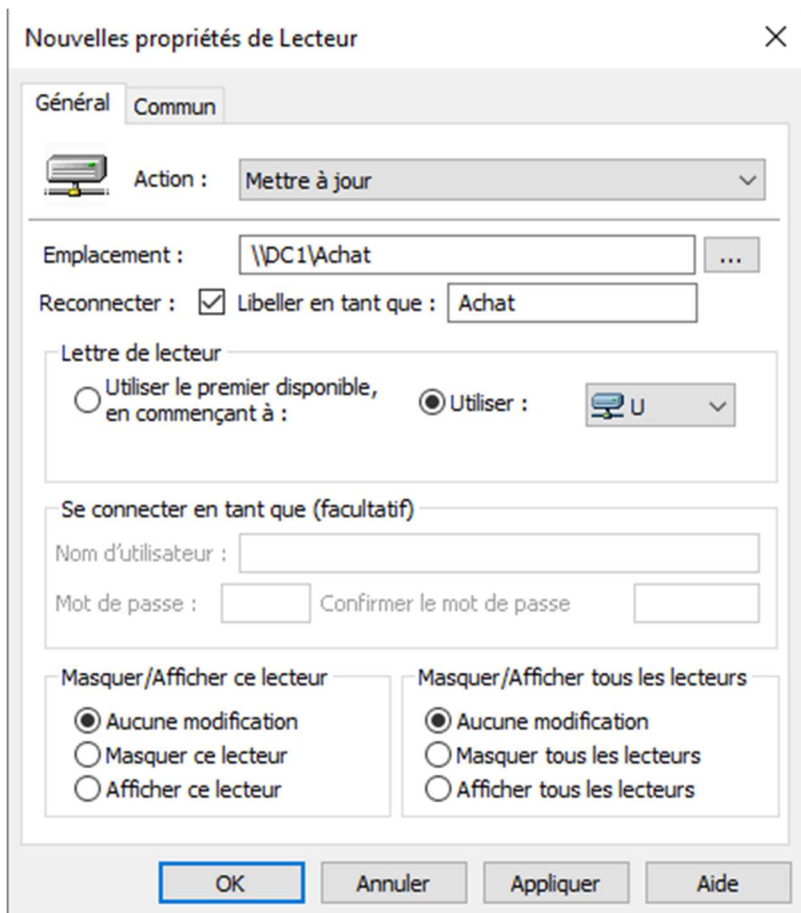 Nouvelles propriétés de Lecteur
Général Commun
Action : Mettre à jour
Emplacement : \\DC1\Achat ...
Reconnecter : Libeller en tant que : Achat
Lettre de lecteur
Utiliser le premier disponible,
en commençant à :
Utiliser : U
Se connecter en tant que (facultatif)
Nom d'utilisateur :
Mot de passe : Confirmer le mot de passe
Masquer/Afficher ce lecteur
Aucune modification
Masquer ce lecteur
Afficher ce lecteur
Masquer/Afficher tous les lecteurs
Aucune modification
Masquer tous les lecteurs
Afficher tous les lecteurs
OK Annuler Appliquer Aide